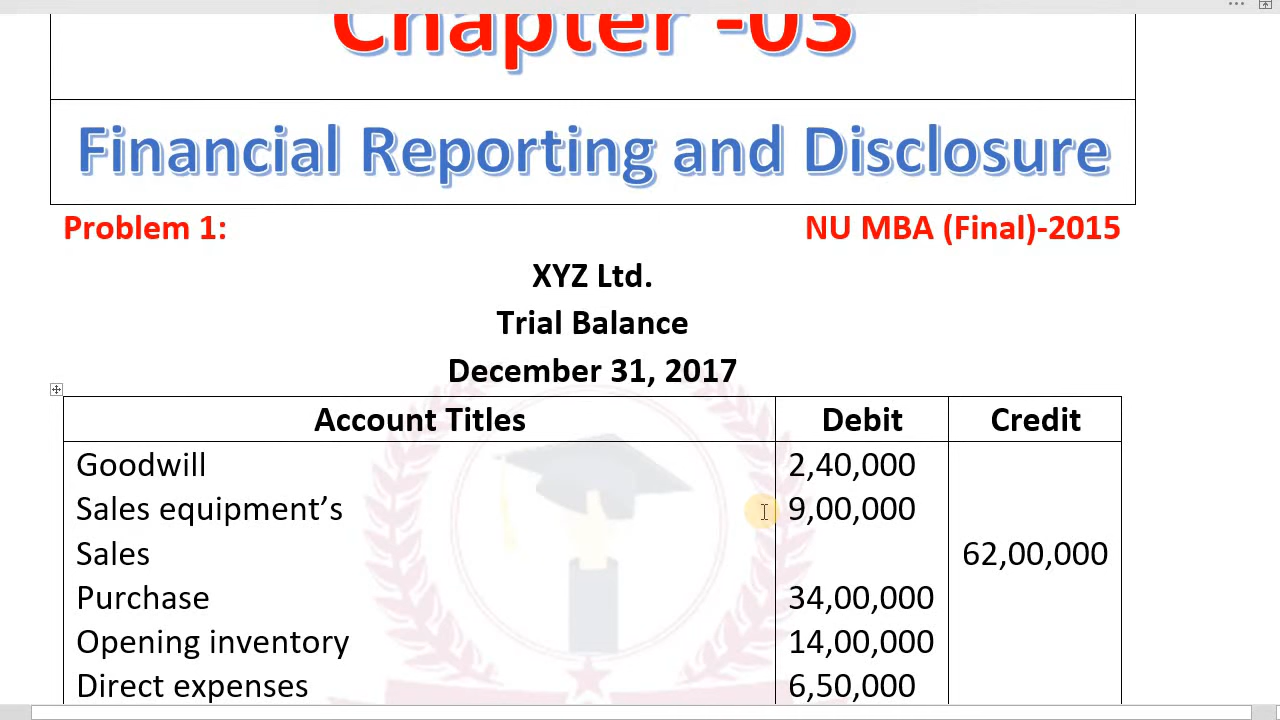 Chapter -03
Financial Reporting and Disclosure
Problem 1: NU MBA (Final)-2015
XYZ Ltd.
Trial Balance
December 31, 2017
Account Titles Debit Credit
Goodwill 2,40,000
Sales equipment’s 9,00,000
Sales 62,00,000
Purchase 34,00,000
Opening inventory 14,00,000
Direct expenses 6,50,000